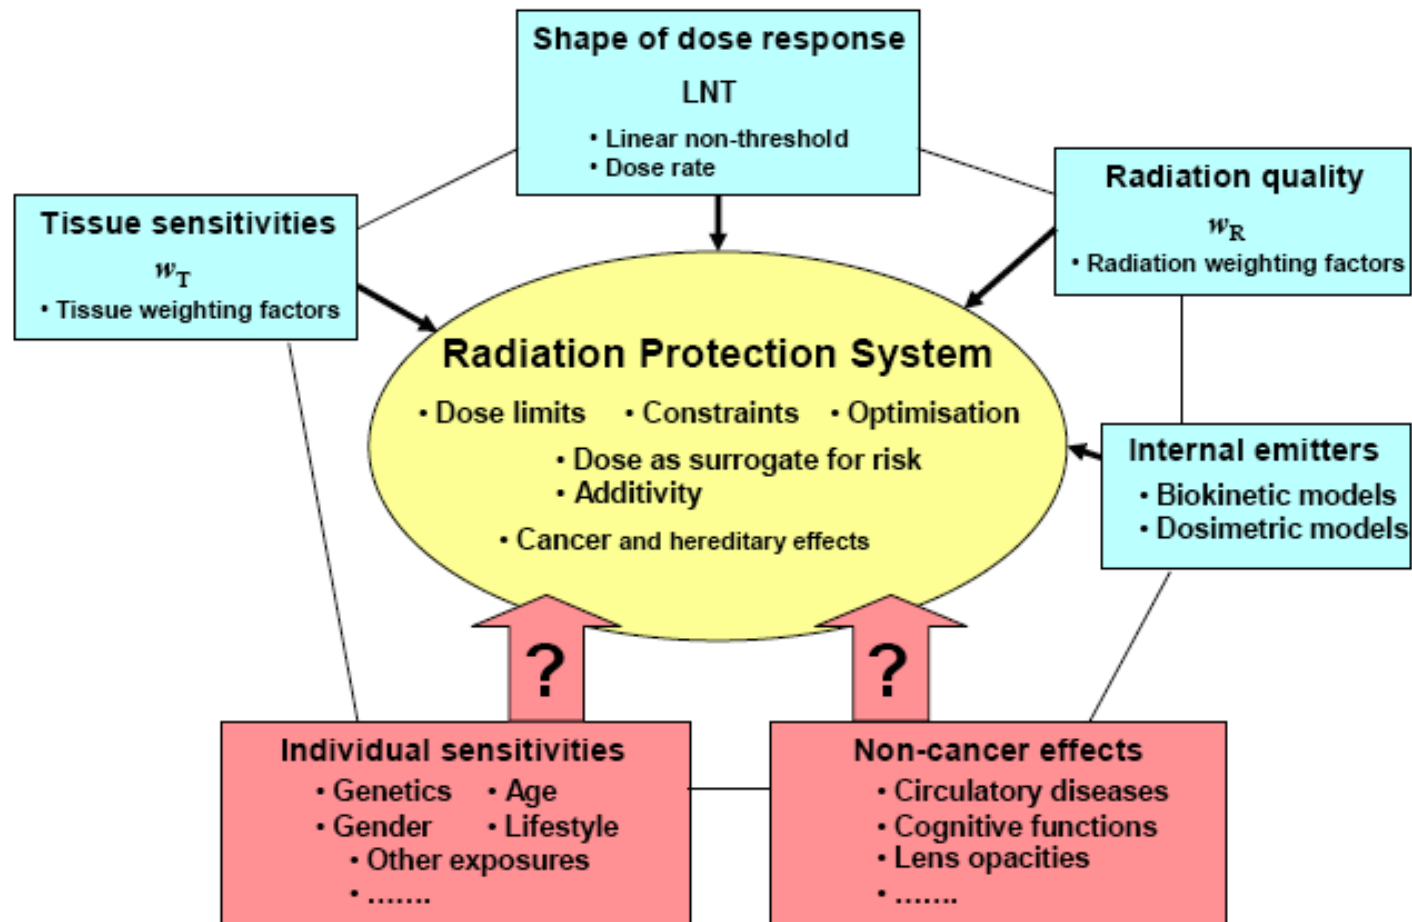 Shape of dose response
LNT
• Linear non-threshold
• Dose rate
Tissue sensitivities
wT
• Tissue weighting factors
Radiation quality
wR
• Radiation weighting factors
Radiation Protection System
• Dose limits • Constraints • Optimisation
• Dose as surrogate for risk
• Additivity
• Cancer and hereditary effects
Internal emitters
• Biokinetic models
• Dosimetric models
?
?
Individual sensitivities
• Genetics • Age
• Gender • Lifestyle
• Other exposures
• .......
Non-cancer effects
• Circulatory diseases
• Cognitive functions
• Lens opacities
• .......